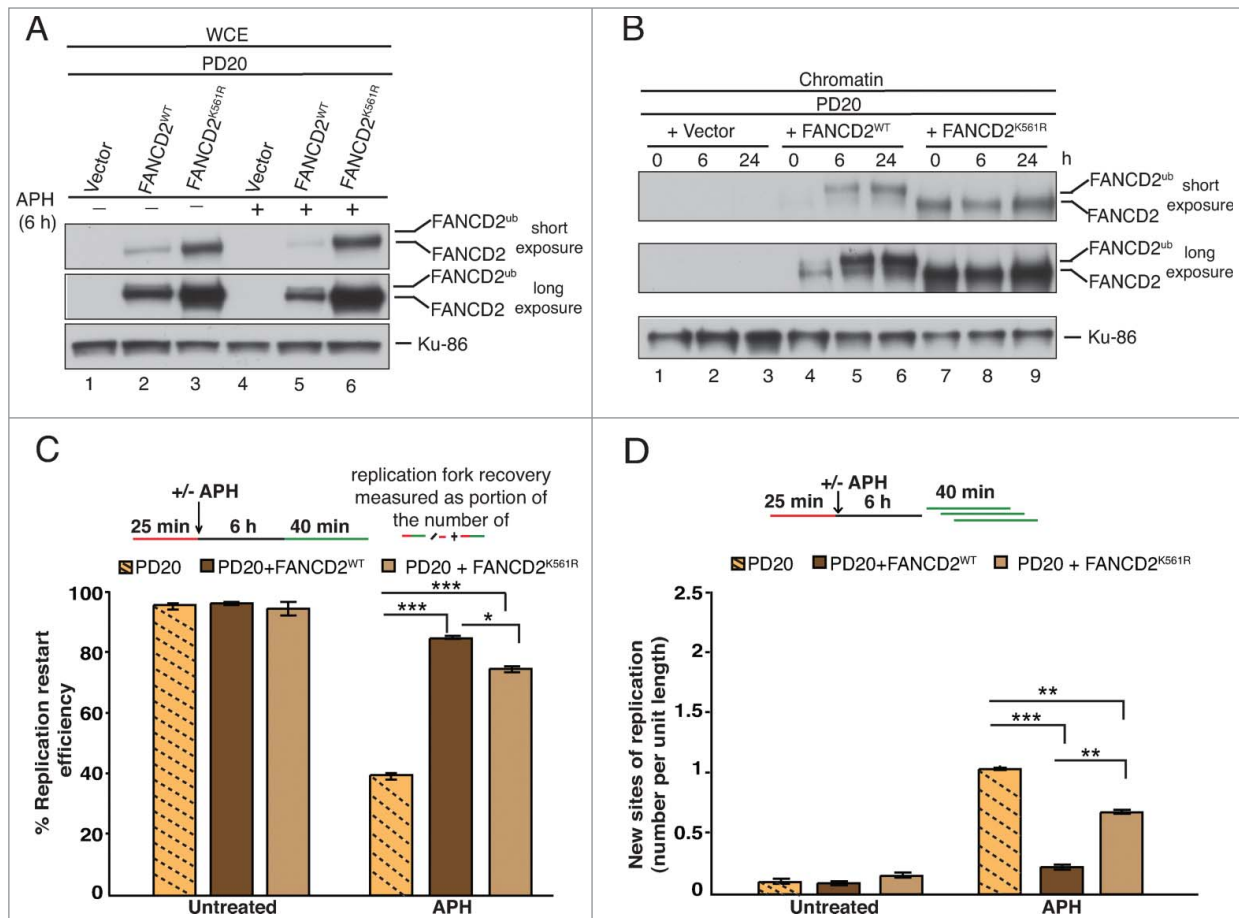 A
WCE
PD20
Vector
FANCD2WT
FANCD2K561R
Vector
FANCD2WT
FANCD2K561R
APH
(6 h)
– – – + + +
FANCD2ub short
FANCD2 exposure
FANCD2ub long
FANCD2 exposure
Ku-86
1 2 3 4 5 6
B
Chromatin
PD20
+ Vector + FANCD2WT + FANCD2K561R
0 6 24 0 6 24 0 6 24 h
FANCD2ub short
FANCD2 exposure
FANCD2ub long
FANCD2 exposure
Ku-86
1 2 3 4 5 6 7 8 9
C
+/- APH
25 min 6 h 40 min
replication fork recovery
measured as portion of
the number of
/ +
PD20 PD20+FANCD2WT PD20 + FANCD2K561R
% Replication restart
efficiency
100
80
60
40
20
0
***
***
*
Untreated APH
D
+/- APH
25 min 6 h 40 min
PD20 PD20+FANCD2WT PD20 + FANCD2K561R
New sites of replication
(number per unit length)
2.5
2
1.5
1
0.5
0
**
***
**
Untreated APH